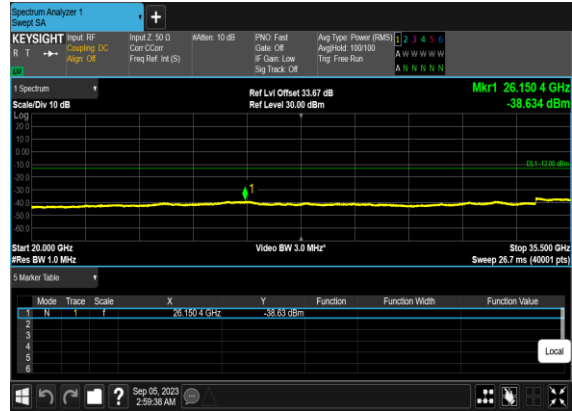 Spectrum Analyzer 1
Swept SA
+
KEYSIGHT
R T
Input: RF
Coupling: DC
Align: Off
Input Z: 50 Ω
Corr CCorr
Freq Ref: Int (S)
#Atten: 10 dB
PNO: Fast
Gate: Off
IF Gain: Low
Sig Track: Off
Avg Type: Power (RMS)
Avg|Hold: 100/100
Trig: Free Run
1 2 3 4 5 6
A W W W W W
A N N N N N
1 Spectrum
Scale/Div 10 dB
Ref Lvl Offset 33.67 dB
Ref Level 30.00 dBm
Mkr1 26.150 4 GHz
-38.634 dBm
Log
20.0
10.0
0.00
-10.0
-20.0
-30.0
-40.0
-50.0
-60.0
DL1 -13.00 dBm
1
Start 20.000 GHz
#Res BW 1.0 MHz
Video BW 3.0 MHz*
Stop 35.500 GHz
Sweep 26.7 ms (40001 pts)
5 Marker Table
Mode Trace Scale X Y Function Function Width Function Value
1 N 1 f 26.150 4 GHz -38.63 dBm
2
3
4
5
6
Local
?
Sep 05, 2023
2:59:38 AM